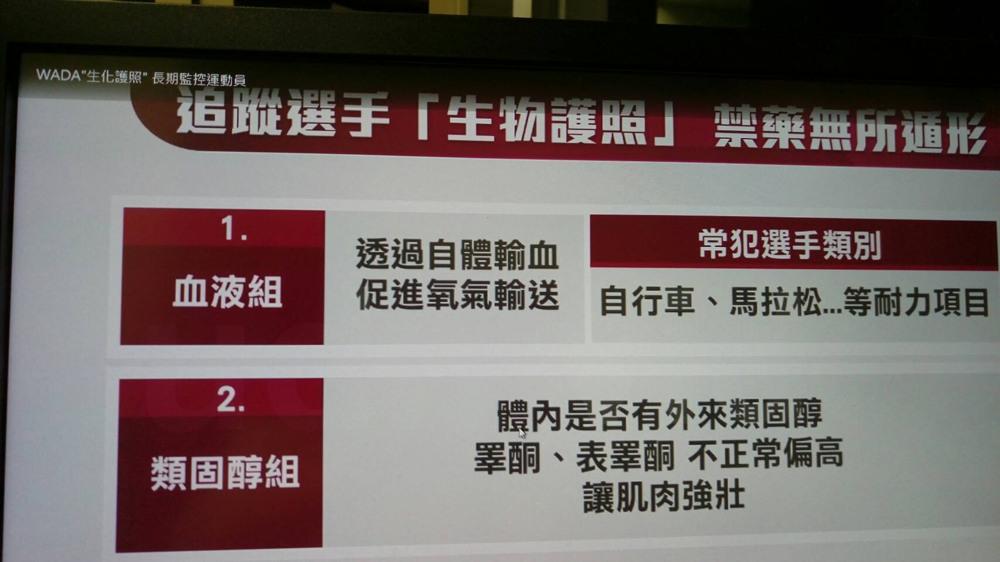 WADA"生化護照" 長期監控運動員
追蹤選手「生物護照」 禁藥無所遁形
1.
血液組
透過自體輸血
促進氧氣輸送
常犯選手類別
自行車、馬拉松...等耐力項目
2.
類固醇組
體內是否有外來類固醇
睪酮、表睪酮 不正常偏高
讓肌肉強壯